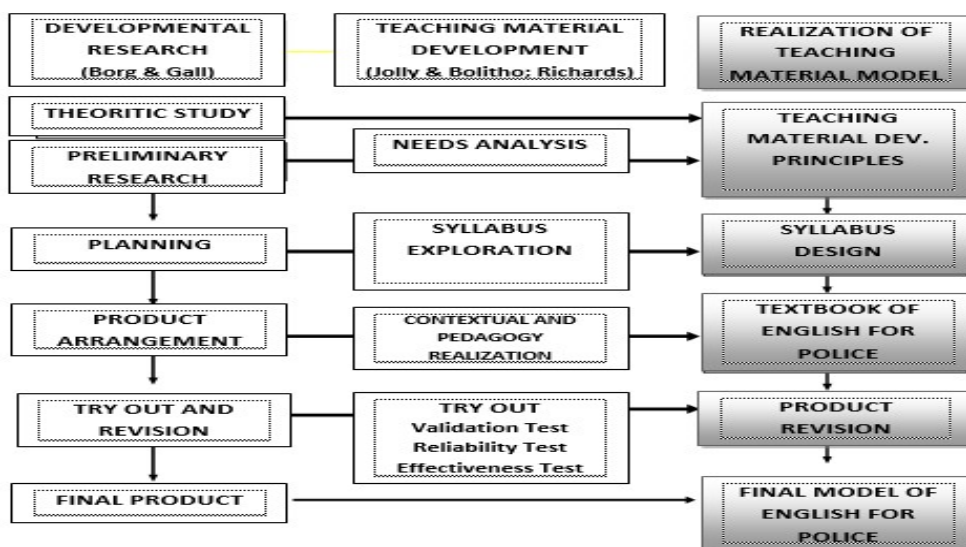 DEVELOPMENTAL
RESEARCH
(Borg & Gall)
TEACHING MATERIAL
DEVELOPMENT
(Jolly & Bolitho; Richards)
REALIZATION OF
TEACHING
MATERIAL MODEL
THEORITIC STUDY
PRELIMINARY
RESEARCH
NEEDS ANALYSIS
TEACHING
MATERIAL DEV.
PRINCIPLES
PLANNING
SYLLABUS
EXPLORATION
SYLLABUS
DESIGN
PRODUCT
ARRANGEMENT
CONTEXTUAL AND
PEDAGOGY
REALIZATION
TEXTBOOK OF
ENGLISH FOR
POLICE
TRY OUT AND
REVISION
TRY OUT
Validation Test
Reliability Test
Effectiveness Test
PRODUCT
REVISION
FINAL PRODUCT
FINAL MODEL OF
ENGLISH FOR
POLICE